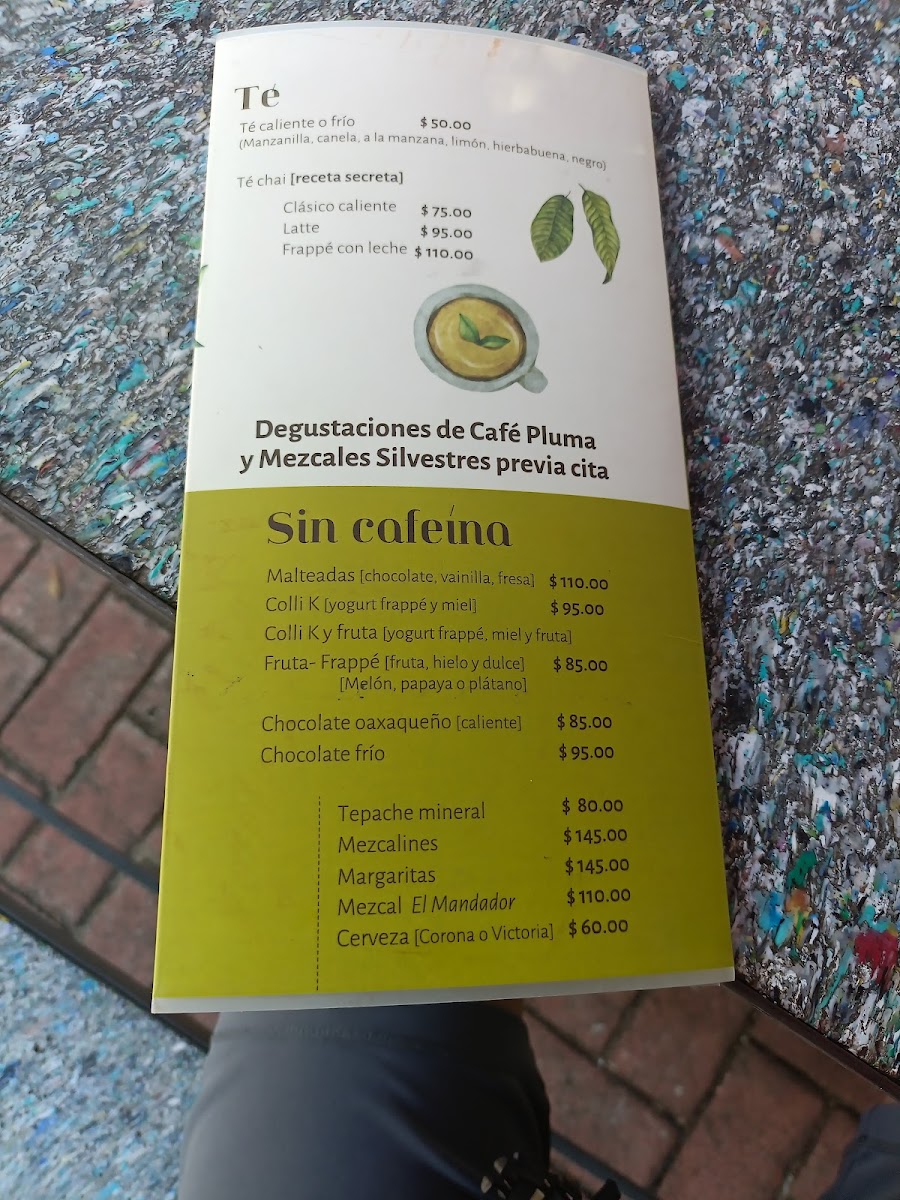 Té
Té caliente o frío $ 50.00
(Manzanilla, canela, a la manzana, limón, hierbabuena, negro)
Té chai [receta secreta]
Clásico caliente $ 75.00
Latte $ 95.00
Frappé con leche $ 110.00
Degustaciones de Café Pluma
y Mezcales Silvestres previa cita
Sin cafeína
Malteadas [chocolate, vainilla, fresa] $ 110.00
Colli K [yogurt frappé y miel] $ 95.00
Colli K y fruta [yogurt frappé, miel y fruta]
Fruta- Frappé [fruta, hielo y dulce] $ 85.00
[Melón, papaya o plátano]
Chocolate oaxaqueño [caliente] $ 85.00
Chocolate frío $ 95.00
Tepache mineral $ 80.00
Mezcalines $ 145.00
Margaritas $ 145.00
Mezcal El Mandador $ 110.00
Cerveza [Corona o Victoria] $ 60.00